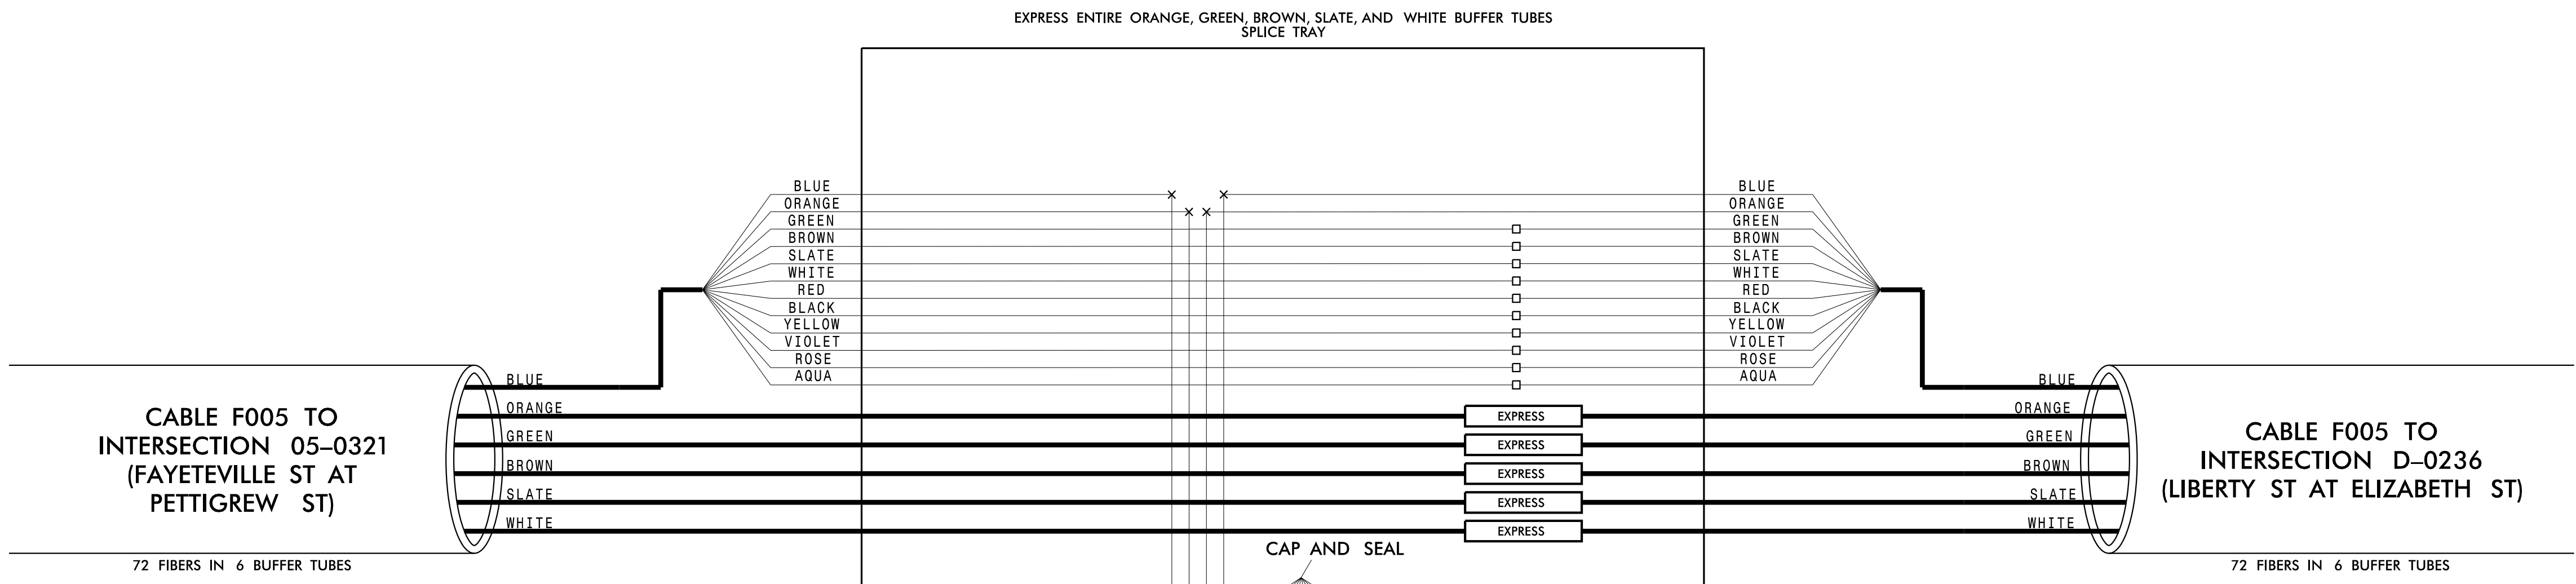 EXPRESS ENTIRE ORANGE, GREEN, BROWN, SLATE, AND WHITE BUFFER TUBES
SPLICE TRAY
BLUE
ORANGE
GREEN
BROWN
SLATE
WHITE
RED
BLACK
YELLOW
VIOLET
ROSE
AQUA
BLUE
ORANGE
GREEN
BROWN
SLATE
WHITE
RED
BLACK
YELLOW
VIOLET
ROSE
AQUA
CABLE F005 TO
INTERSECTION 05–0321
(FAYETEVILLE ST AT
PETTIGREW ST)
72 FIBERS IN 6 BUFFER TUBES
BLUE
ORANGE
GREEN
BROWN
SLATE
WHITE
EXPRESS
EXPRESS
EXPRESS
EXPRESS
EXPRESS
CAP AND SEAL
BLUE
ORANGE
GREEN
BROWN
SLATE
WHITE
CABLE F005 TO
INTERSECTION D–0236
(LIBERTY ST AT ELIZABETH ST)
72 FIBERS IN 6 BUFFER TUBES